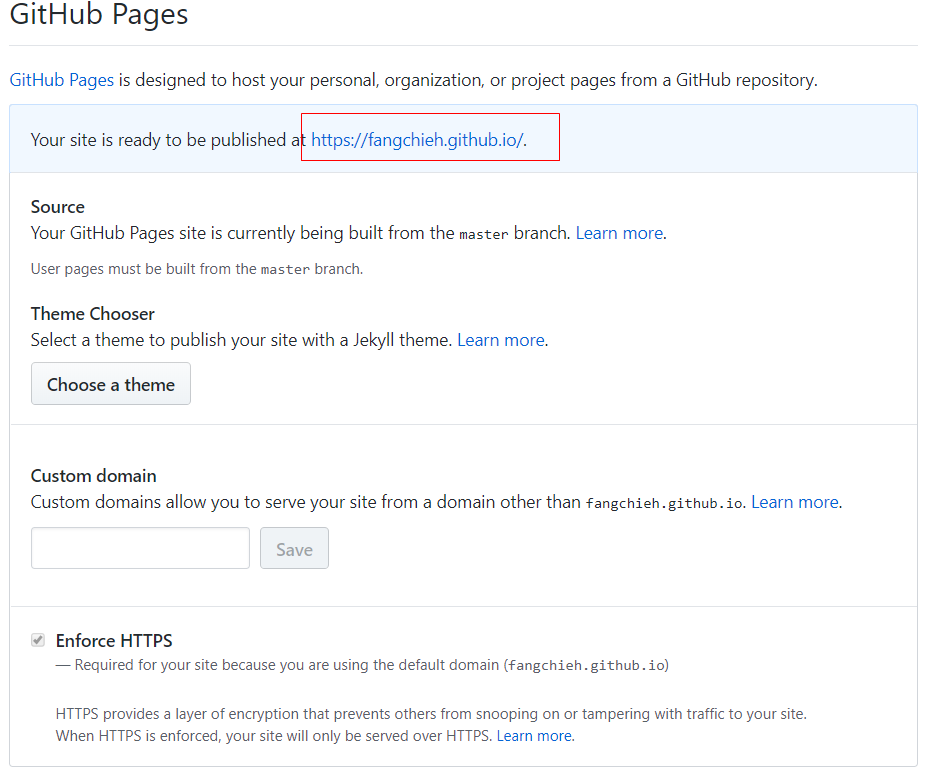 GitHub Pages
GitHub Pages is designed to host your personal, organization, or project pages from a GitHub repository.
Your site is ready to be published at https://fangchieh.github.io/.
Source
Your GitHub Pages site is currently being built from the master branch. Learn more.
User pages must be built from the master branch.
Theme Chooser
Select a theme to publish your site with a Jekyll theme. Learn more.
Choose a theme
Custom domain
Custom domains allow you to serve your site from a domain other than fangchieh.github.io. Learn more.
Save
Enforce HTTPS
— Required for your site because you are using the default domain (fangchieh.github.io)
HTTPS provides a layer of encryption that prevents others from snooping on or tampering with traffic to your site.
When HTTPS is enforced, your site will only be served over HTTPS. Learn more.